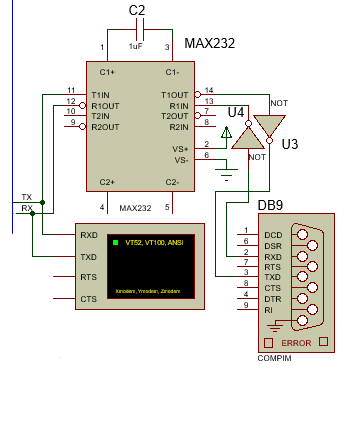 C2
1uF
MAX232
1
3
C1+
C1-
11
T1IN
T1OUT
14
12
R1OUT
R1IN
13
10
T2IN
T2OUT
7
9
R2OUT
R2IN
8
VS+
2
VS-
6
C2+
C2-
4
MAX232
5
NOT
U4
U3
NOT
TX
RX
RXD
TXD
RTS
CTS
VT52, VT100, ANSI
Xmodem, Ymodem, Zmodem
DB9
1
DCD
6
DSR
2
RXD
7
RTS
3
TXD
8
CTS
4
DTR
9
RI
ERROR
COMPIM